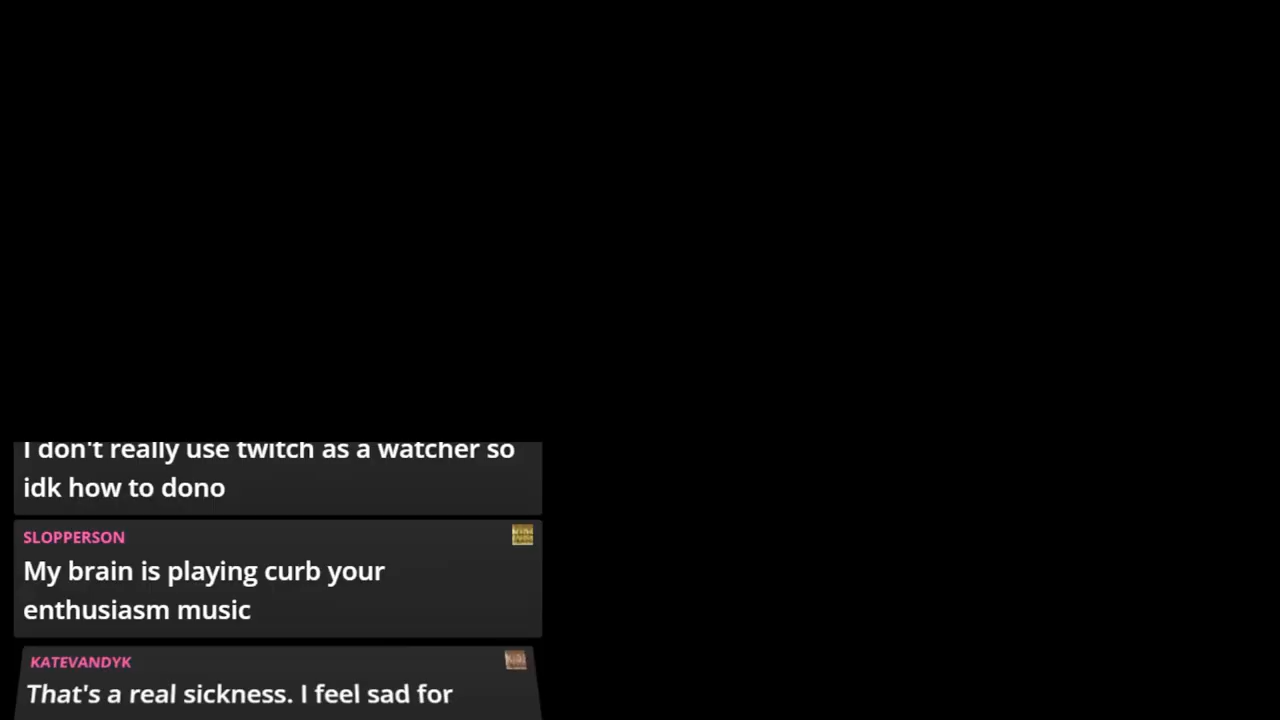 I don't really use twitch as a watcher so
idk how to dono
SLOPPERSON
My brain is playing curb your
enthusiasm music
KATEVANDYK
That's a real sickness. I feel sad for